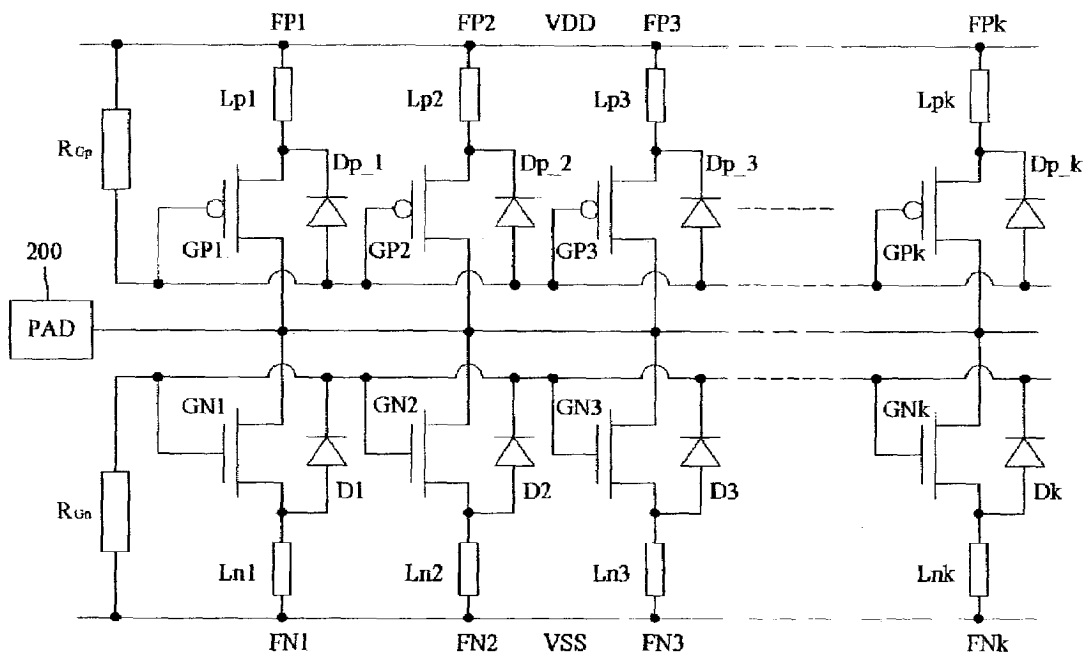 FP1 FP2 VDD FP3 FPk
Lp1 Lp2 Lp3 Lpk
RGp Dp_1 Dp_2 Dp_3 Dp_k
GP1 GP2 GP3 GPk
200
PAD
GN1 GN2 GN3 GNk
RGn D1 D2 D3 Dk
Ln1 Ln2 Ln3 Lnk
FN1 FN2 VSS FN3 FNk